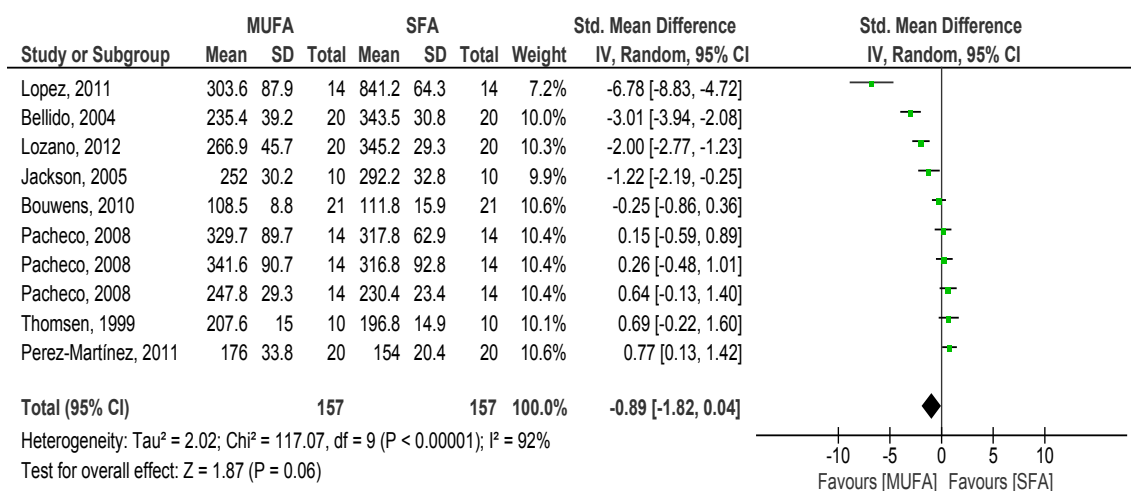 MUFA SFA Std. Mean Difference Std. Mean Difference
Study or Subgroup Mean SD Total Mean SD Total Weight IV, Random, 95% CI IV, Random, 95% CI
Lopez, 2011 303.6 87.9 14 841.2 64.3 14 7.2% -6.78 [-8.83, -4.72]
Bellido, 2004 235.4 39.2 20 343.5 30.8 20 10.0% -3.01 [-3.94, -2.08]
Lozano, 2012 266.9 45.7 20 345.2 29.3 20 10.3% -2.00 [-2.77, -1.23]
Jackson, 2005 252 30.2 10 292.2 32.8 10 9.9% -1.22 [-2.19, -0.25]
Bouwens, 2010 108.5 8.8 21 111.8 15.9 21 10.6% -0.25 [-0.86, 0.36]
Pacheco, 2008 329.7 89.7 14 317.8 62.9 14 10.4% 0.15 [-0.59, 0.89]
Pacheco, 2008 341.6 90.7 14 316.8 92.8 14 10.4% 0.26 [-0.48, 1.01]
Pacheco, 2008 247.8 29.3 14 230.4 23.4 14 10.4% 0.64 [-0.13, 1.40]
Thomsen, 1999 207.6 15 10 196.8 14.9 10 10.1% 0.69 [-0.22, 1.60]
Perez-Martínez, 2011 176 33.8 20 154 20.4 20 10.6% 0.77 [0.13, 1.42]
Total (95% CI) 157 157 100.0% -0.89 [-1.82, 0.04]
Heterogeneity: Tau² = 2.02; Chi² = 117.07, df = 9 (P < 0.00001); I² = 92%
Test for overall effect: Z = 1.87 (P = 0.06)
-10 -5 0 5 10
Favours [MUFA] Favours [SFA]